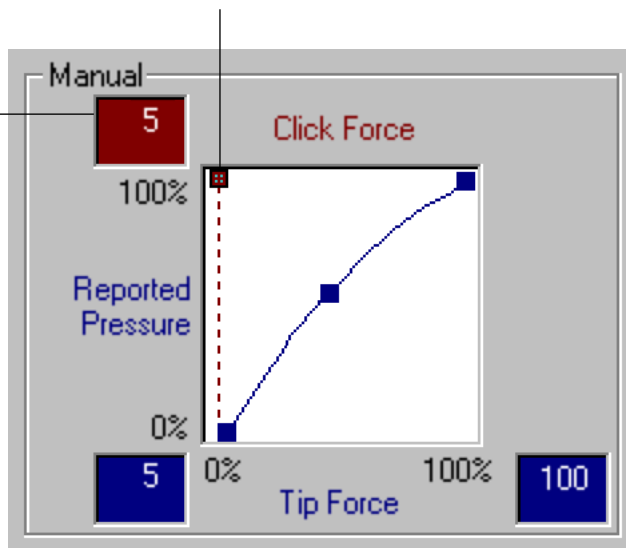 Manual
5
Click Force
100%
Reported
Pressure
0%
5
0%
100%
100
Tip Force